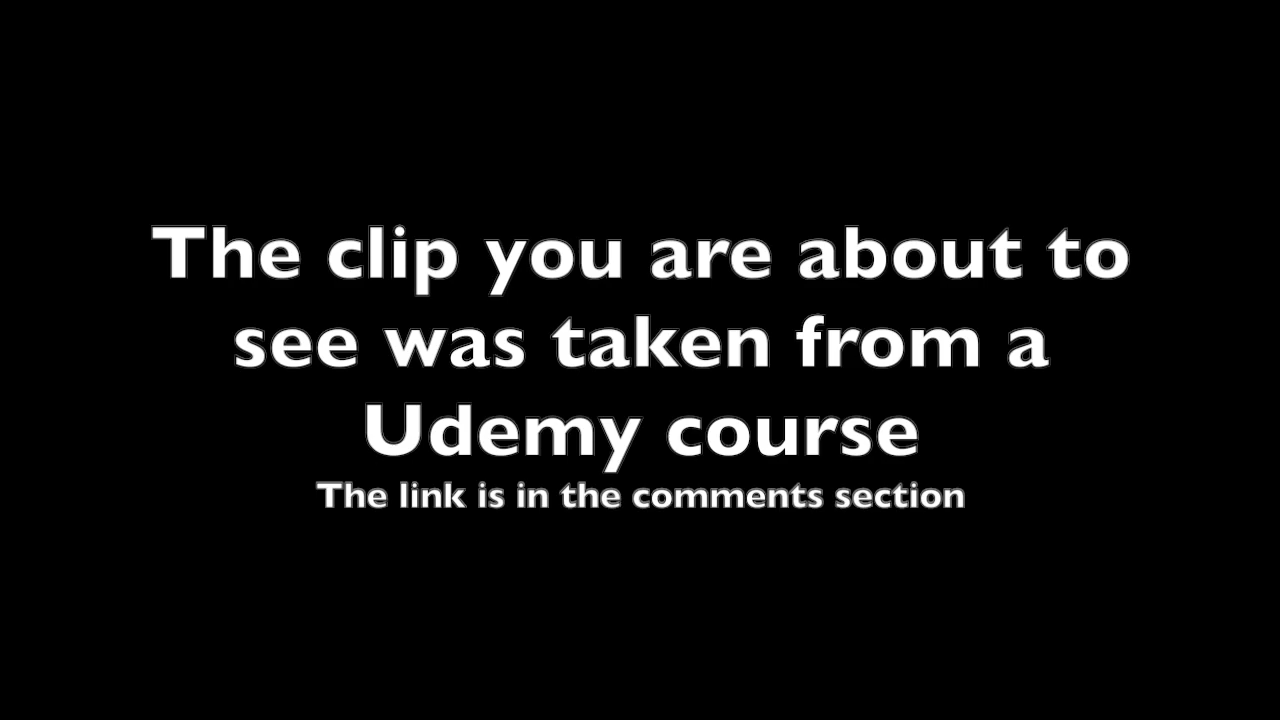 The clip you are about to
see was taken from a
Udemy course
The link is in the comments section